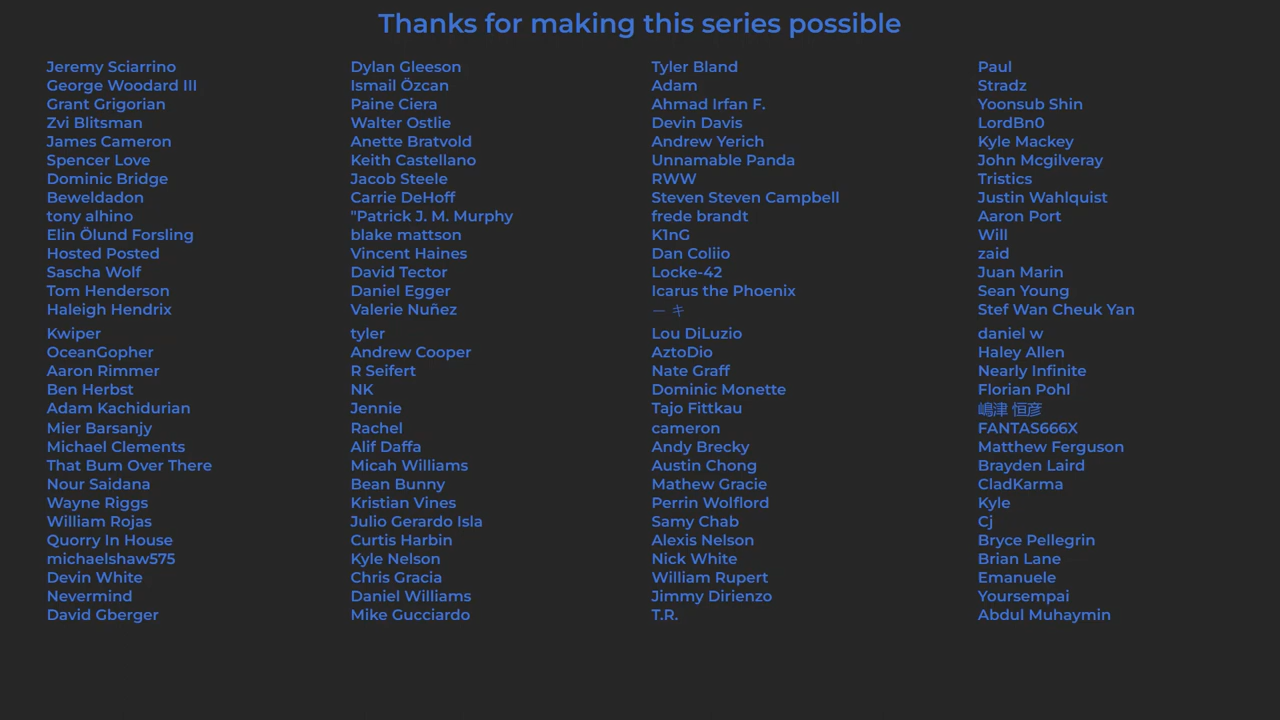 Thanks for making this series possible
Jeremy Sciarrino
George Woodard III
Grant Grigorian
Zvi Blitsman
James Cameron
Spencer Love
Dominic Bridge
Beweldadon
tony alhino
Elin Ölund Forsling
Hosted Posted
Sascha Wolf
Tom Henderson
Haleigh Hendrix
Kwiper
OceanGopher
Aaron Rimmer
Ben Herbst
Adam Kachidurian
Mier Barsanjy
Michael Clements
That Bum Over There
Nour Saidana
Wayne Riggs
William Rojas
Quorry In House
michaelshaw575
Devin White
Nevermind
David Gberger
Dylan Gleeson
Ismail Özcan
Paine Ciera
Walter Ostlie
Anette Bratvold
Keith Castellano
Jacob Steele
Carrie DeHoff
"Patrick J. M. Murphy
blake mattson
Vincent Haines
David Tector
Daniel Egger
Valerie Nuñez
tyler
Andrew Cooper
R Seifert
NK
Jennie
Rachel
Alif Daffa
Micah Williams
Bean Bunny
Kristian Vines
Julio Gerardo Isla
Curtis Harbin
Kyle Nelson
Chris Gracia
Daniel Williams
Mike Gucciardo
Tyler Bland
Adam
Ahmad Irfan F.
Devin Davis
Andrew Yerich
Unnamable Panda
RWW
Steven Steven Campbell
frede brandt
K1nG
Dan Coliio
Locke-42
Icarus the Phoenix
ー キ
Lou DiLuzio
AztoDio
Nate Graff
Dominic Monette
Tajo Fittkau
cameron
Andy Brecky
Austin Chong
Mathew Gracie
Perrin Wolflord
Samy Chab
Alexis Nelson
Nick White
William Rupert
Jimmy Dirienzo
T.R.
Paul
Stradz
Yoonsub Shin
LordBn0
Kyle Mackey
John Mcgilveray
Tristics
Justin Wahlquist
Aaron Port
Will
zaid
Juan Marin
Sean Young
Stef Wan Cheuk Yan
daniel w
Haley Allen
Nearly Infinite
Florian Pohl
嶋津 恒彦
FANTAS666X
Matthew Ferguson
Brayden Laird
CladKarma
Kyle
Cj
Bryce Pellegrin
Brian Lane
Emanuele
Yoursempai
Abdul Muhaymin